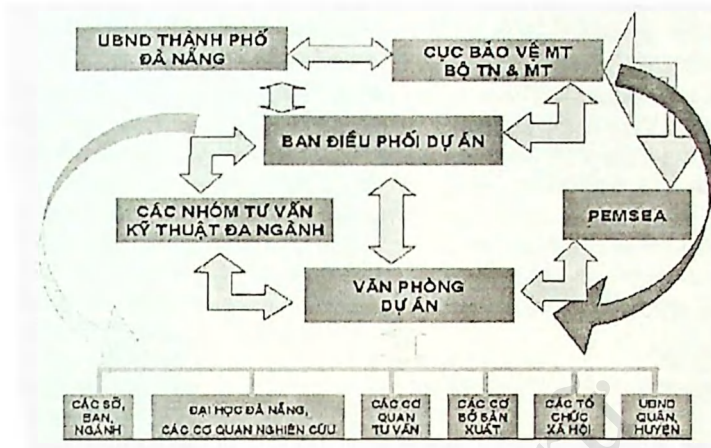 UBND THÀNH PHỐ
ĐÀ NẴNG
CỤC BẢO VỆ MT
BỘ TN & MT
BAN ĐIỀU PHỐI DỰ ÁN
CÁC NHÓM TƯ VẤN
KỸ THUẬT ĐA NGÀNH
PEMSEA
VĂN PHÒNG
DỰ ÁN
CÁC SỞ,
BAN,
NGÀNH
ĐẠI HỌC ĐÀ NẴNG,
CÁC CƠ QUAN NGHIÊN CỨU
CÁC CƠ
QUAN
TƯ VẤN
CÁC CƠ
SỞ SẢN
XUẤT
CÁC TỔ
CHỨC
XÃ HỘI
UBND
QUẬN,
HUYỆN